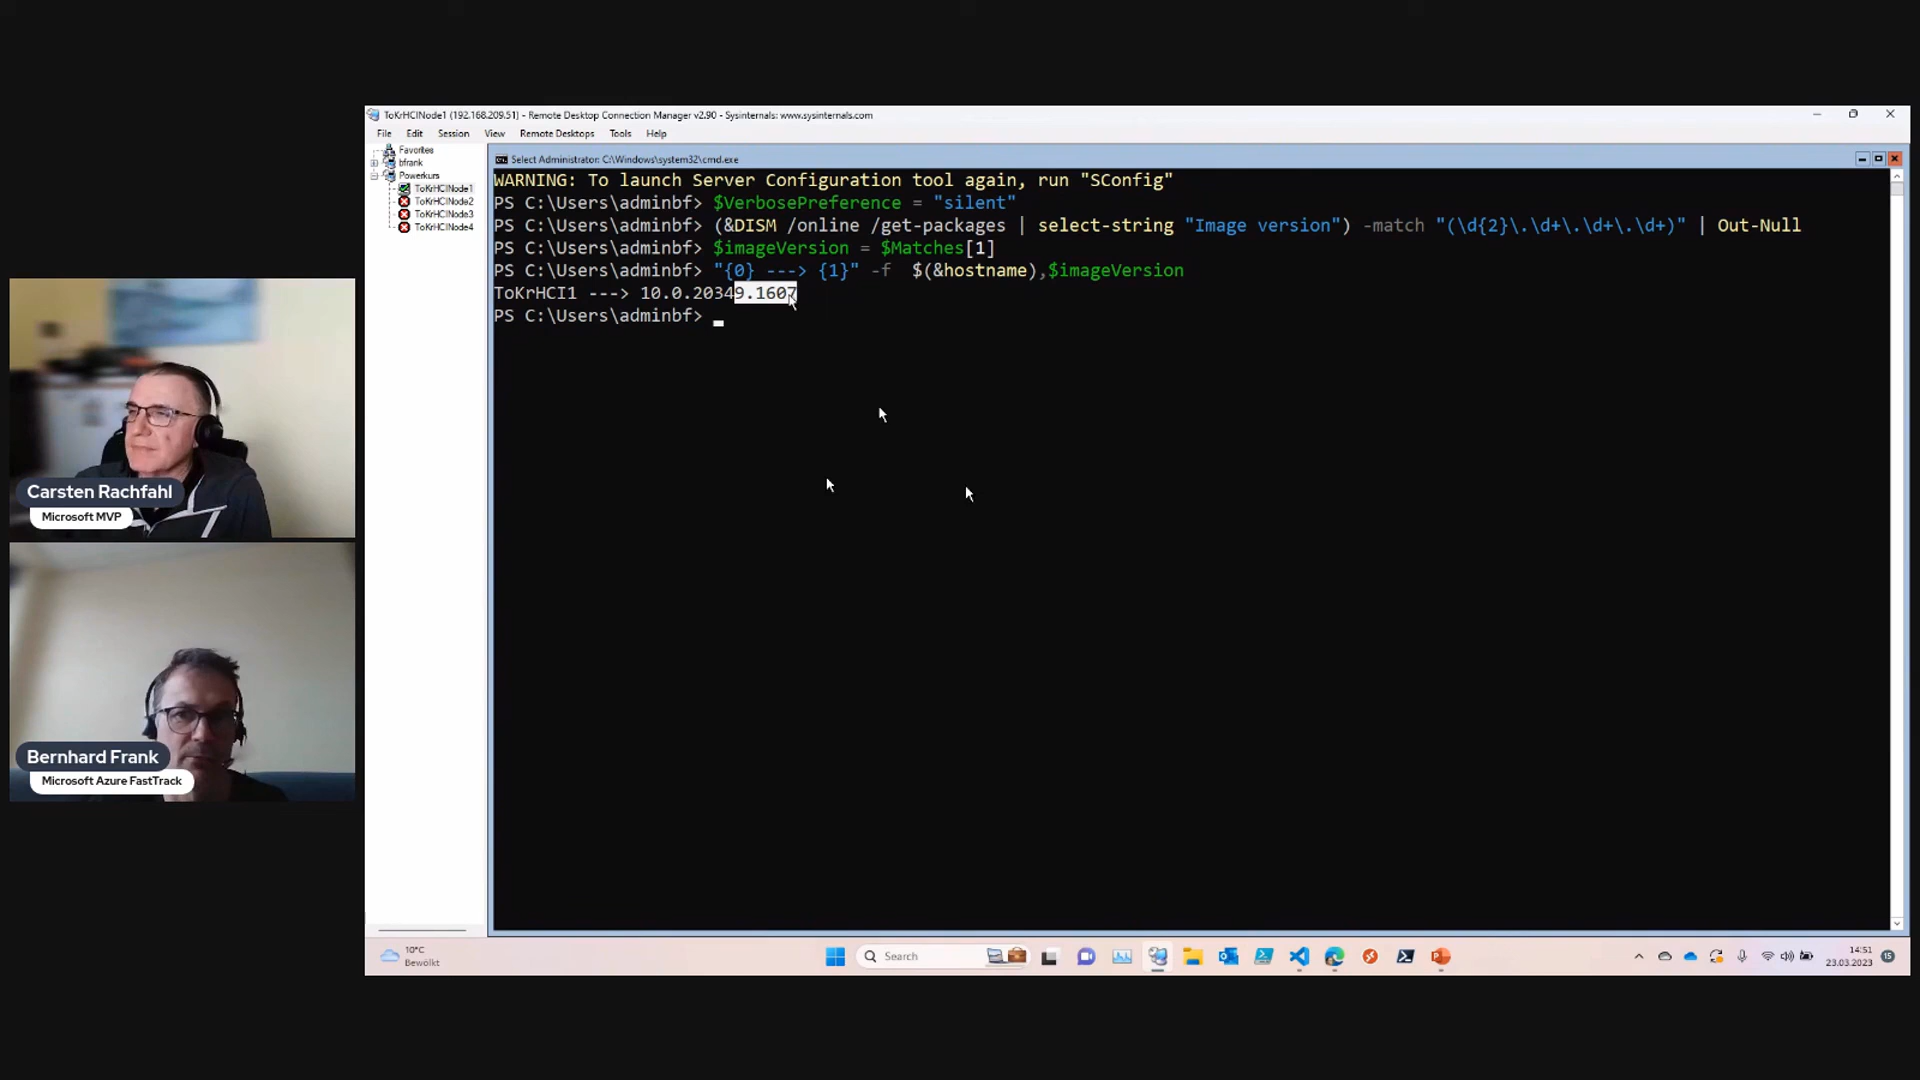 ToKrHCINode1 (192.168.209.51) - Remote Desktop Connection Manager v2.90 - Sysinternals: www.sysinternals.com
File Edit Session View Remote Desktops Tools Help
Favorites
bfrank
Powerkurs
ToKrHCINode1
ToKrHCINode2
ToKrHCINode3
ToKrHCINode4
Select Administrator: C:\Windows\system32\cmd.exe
WARNING: To launch Server Configuration tool again, run "SConfig"
PS C:\Users\adminbf> $VerbosePreference = "silent"
PS C:\Users\adminbf> (&DISM /online /get-packages | select-string "Image version") -match "(\d{2}\.\d+\.\d+\.\d+)" | Out-Null
PS C:\Users\adminbf> $imageVersion = $Matches[1]
PS C:\Users\adminbf> "{0} ---> {1}" -f  $(&hostname),$imageVersion
ToKrHCI1 ---> 10.0.20349.1607
PS C:\Users\adminbf>
Carsten Rachfahl
Microsoft MVP
Bernhard Frank
Microsoft Azure FastTrack
10°C
Bewölkt
Search
14:51
23.03.2023
15